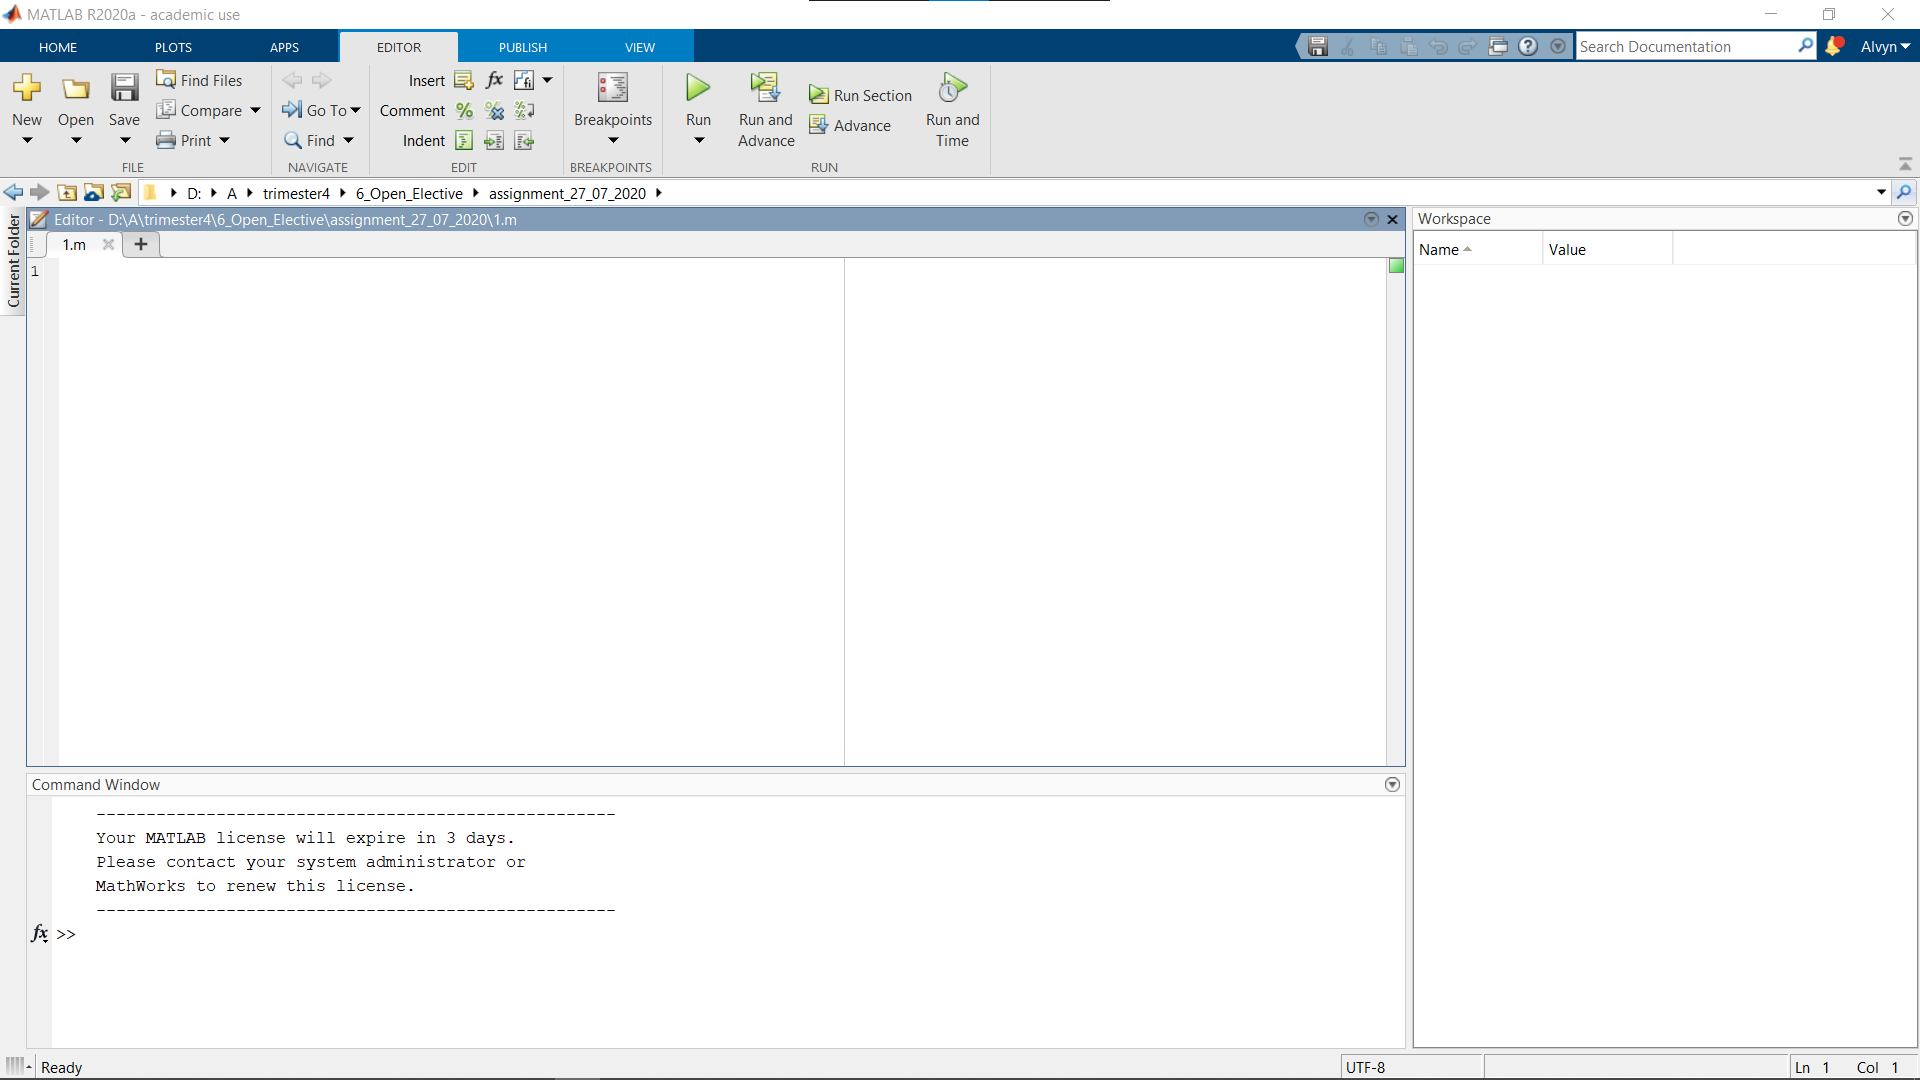 MATLAB R2020a - academic use
HOME PLOTS APPS EDITOR PUBLISH VIEW Search Documentation Alvyn
New Open Save Find Files Compare Print Go To Find Insert fx fi Comment % Indent Breakpoints Run Run and Advance Run Section Advance Run and Time
FILE NAVIGATE EDIT BREAKPOINTS RUN
D: A trimester4 6_Open_Elective assignment_27_07_2020
Current Folder
Editor - D:\A\trimester4\6_Open_Elective\assignment_27_07_2020\1.m
1.m +
1
Workspace
Name Value
Command Window
----------------------------------------------------
Your MATLAB license will expire in 3 days.
Please contact your system administrator or
MathWorks to renew this license.
----------------------------------------------------
fx >>
Ready UTF-8 Ln 1 Col 1